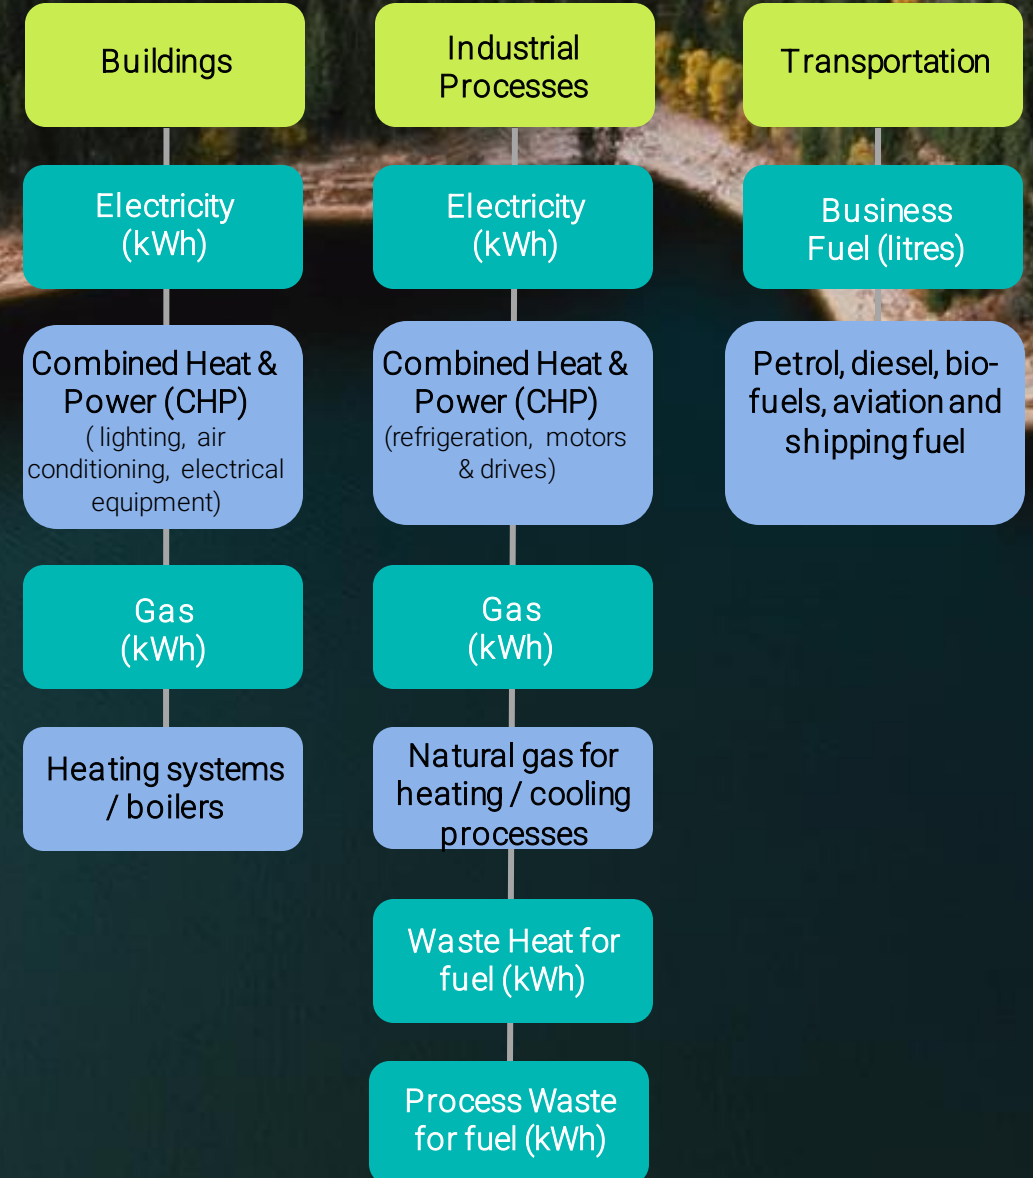 Buildings
Electricity
(kWh)
Combined Heat &
Power (CHP)
( lighting, air
conditioning, electrical
equipment)
Gas
(kWh)
Heating systems
/ boilers
Industrial
Processes
Electricity
(kWh)
Combined Heat &
Power (CHP)
(refrigeration, motors
& drives)
Gas
(kWh)
Natural gas for
heating / cooling
processes
Waste Heat for
fuel (kWh)
Process Waste
for fuel (kWh)
Transportation
Business
Fuel (litres)
Petrol, diesel, bio-
fuels, aviation and
shipping fuel